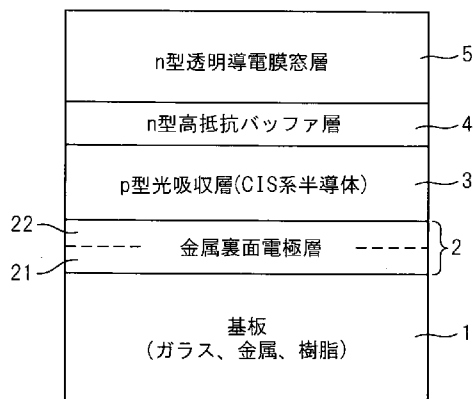 n型透明導電膜窓層
5
n型高抵抗バッファ層
4
p型光吸収層(CIS系半導体)
3
22
金属裏面電極層
2
21
基板
(ガラス、金属、樹脂)
1